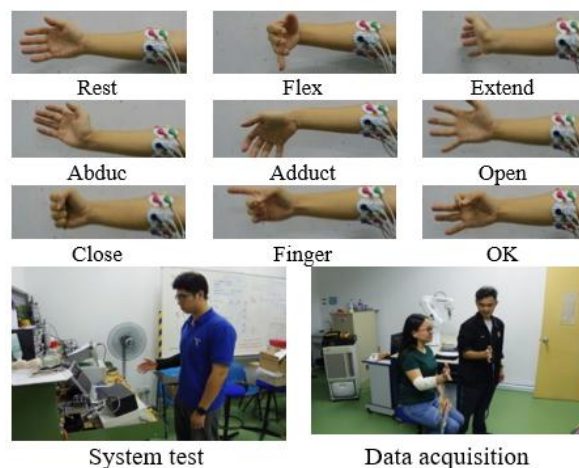 Rest Flex Extend
Abduc Adduct Open
Close Finger OK
System test Data acquisition